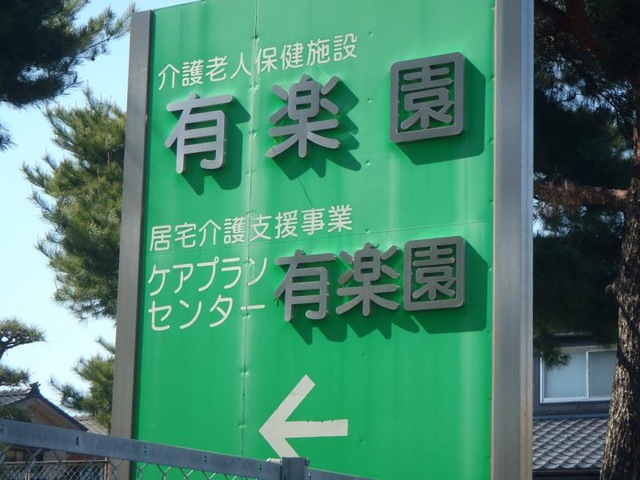 介護老人保健施設
有楽園
居宅介護支援事業
ケアプラン
センター 有楽園